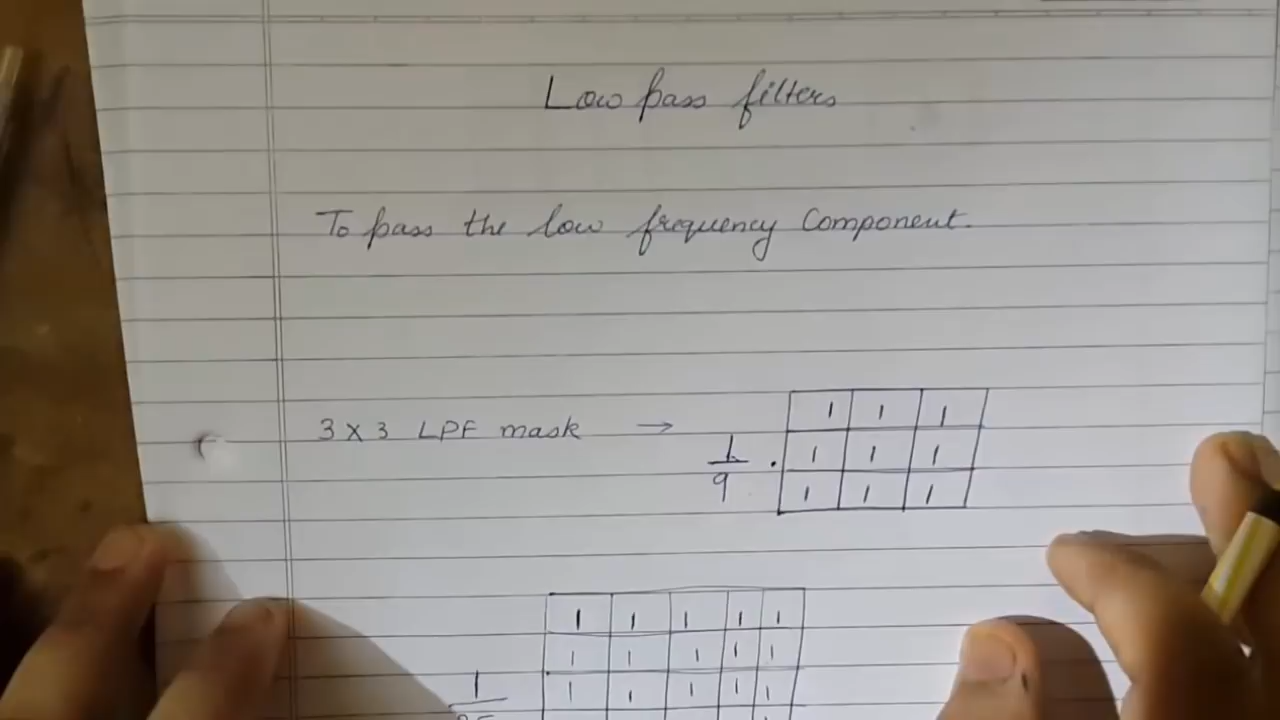 Low pass filters
To pass the low frequency Component.
3 x 3 LPF mask →
1 1 1
1/9 . 1 1 1
1 1 1
1 1 1 1 1
1 1 1 1 1
1 1 1 1 1 1